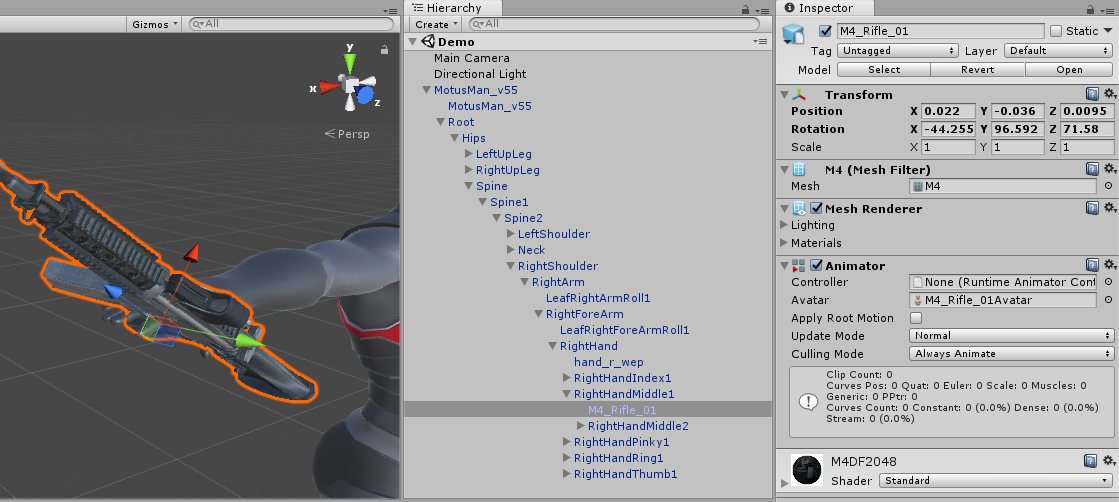 Gizmos
All
y
x
z
Persp
Hierarchy
Create
All
Demo
Main Camera
Directional Light
MotusMan_v55
MotusMan_v55
Root
Hips
LeftUpLeg
RightUpLeg
Spine
Spine1
Spine2
LeftShoulder
Neck
RightShoulder
RightArm
LeafRightArmRoll1
RightForeArm
LeafRightForeArmRoll1
RightHand
hand_r_wep
RightHandIndex1
RightHandMiddle1
M4_Rifle_01
RightHandMiddle2
RightHandPinky1
RightHandRing1
RightHandThumb1
Inspector
M4_Rifle_01 Static
Tag Untagged Layer Default
Model Select Revert Open
Transform
Position X 0.022 Y -0.036 Z 0.0095
Rotation X -44.255 Y 96.592 Z 71.58
Scale X 1 Y 1 Z 1
M4 (Mesh Filter)
Mesh M4
Mesh Renderer
Lighting
Materials
Animator
Controller None (Runtime Animator Cont
Avatar M4_Rifle_01Avatar
Apply Root Motion
Update Mode Normal
Culling Mode Always Animate
Clip Count: 0
Curves Pos: 0 Quat: 0 Euler: 0 Scale: 0 Muscles: 0
Generic: 0 PPtr: 0
Curves Count: 0 Constant: 0 (0.0%) Dense: 0 (0.0%)
Stream: 0 (0.0%)
M4DF2048
Shader Standard